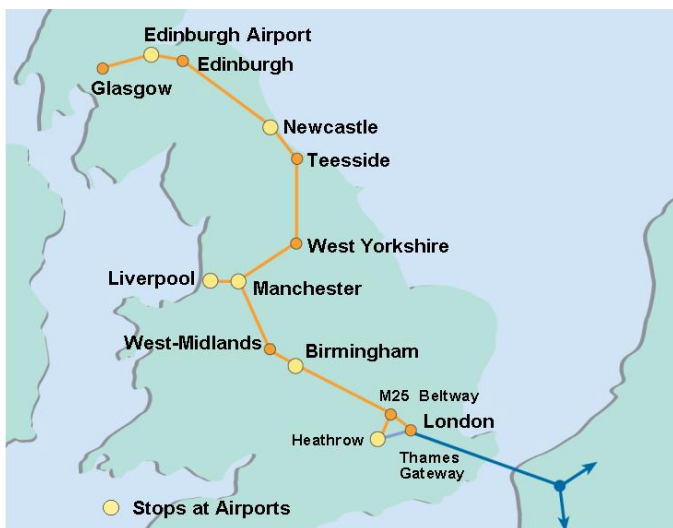 Edinburgh Airport
Edinburgh
Glasgow
Newcastle
Teesside
West Yorkshire
Liverpool
Manchester
West-Midlands
Birmingham
M25 Beltway
London
Heathrow
Thames
Gateway
Stops at Airports